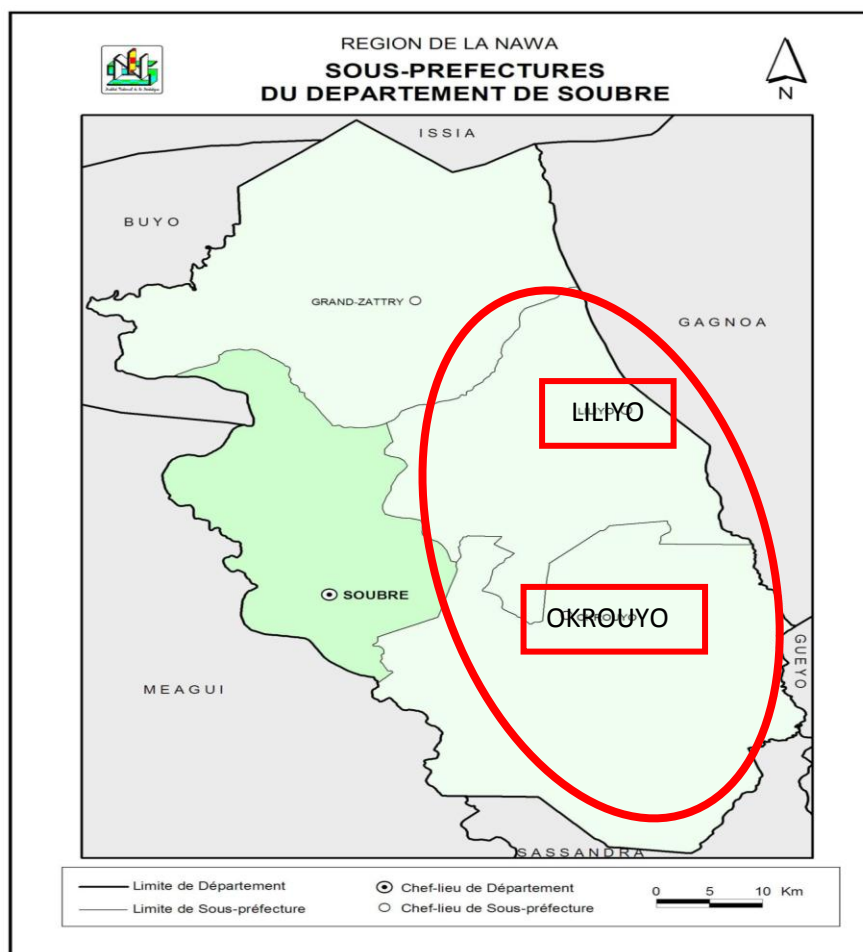 REGION DE LA NAWA
SOUS-PREFECTURES
DU DEPARTEMENT DE SOUBRE
N
ISSIA
BUYO
GRAND-ZATTRY
GAGNOA
LILIYO
SOUBRE
OKROUYO
GUEYO
MEAGUI
SASSANDRA
Limite de Département
Chef-lieu de Département
0 5 10 Km
Limite de Sous-préfecture
Chef-lieu de Sous-préfecture